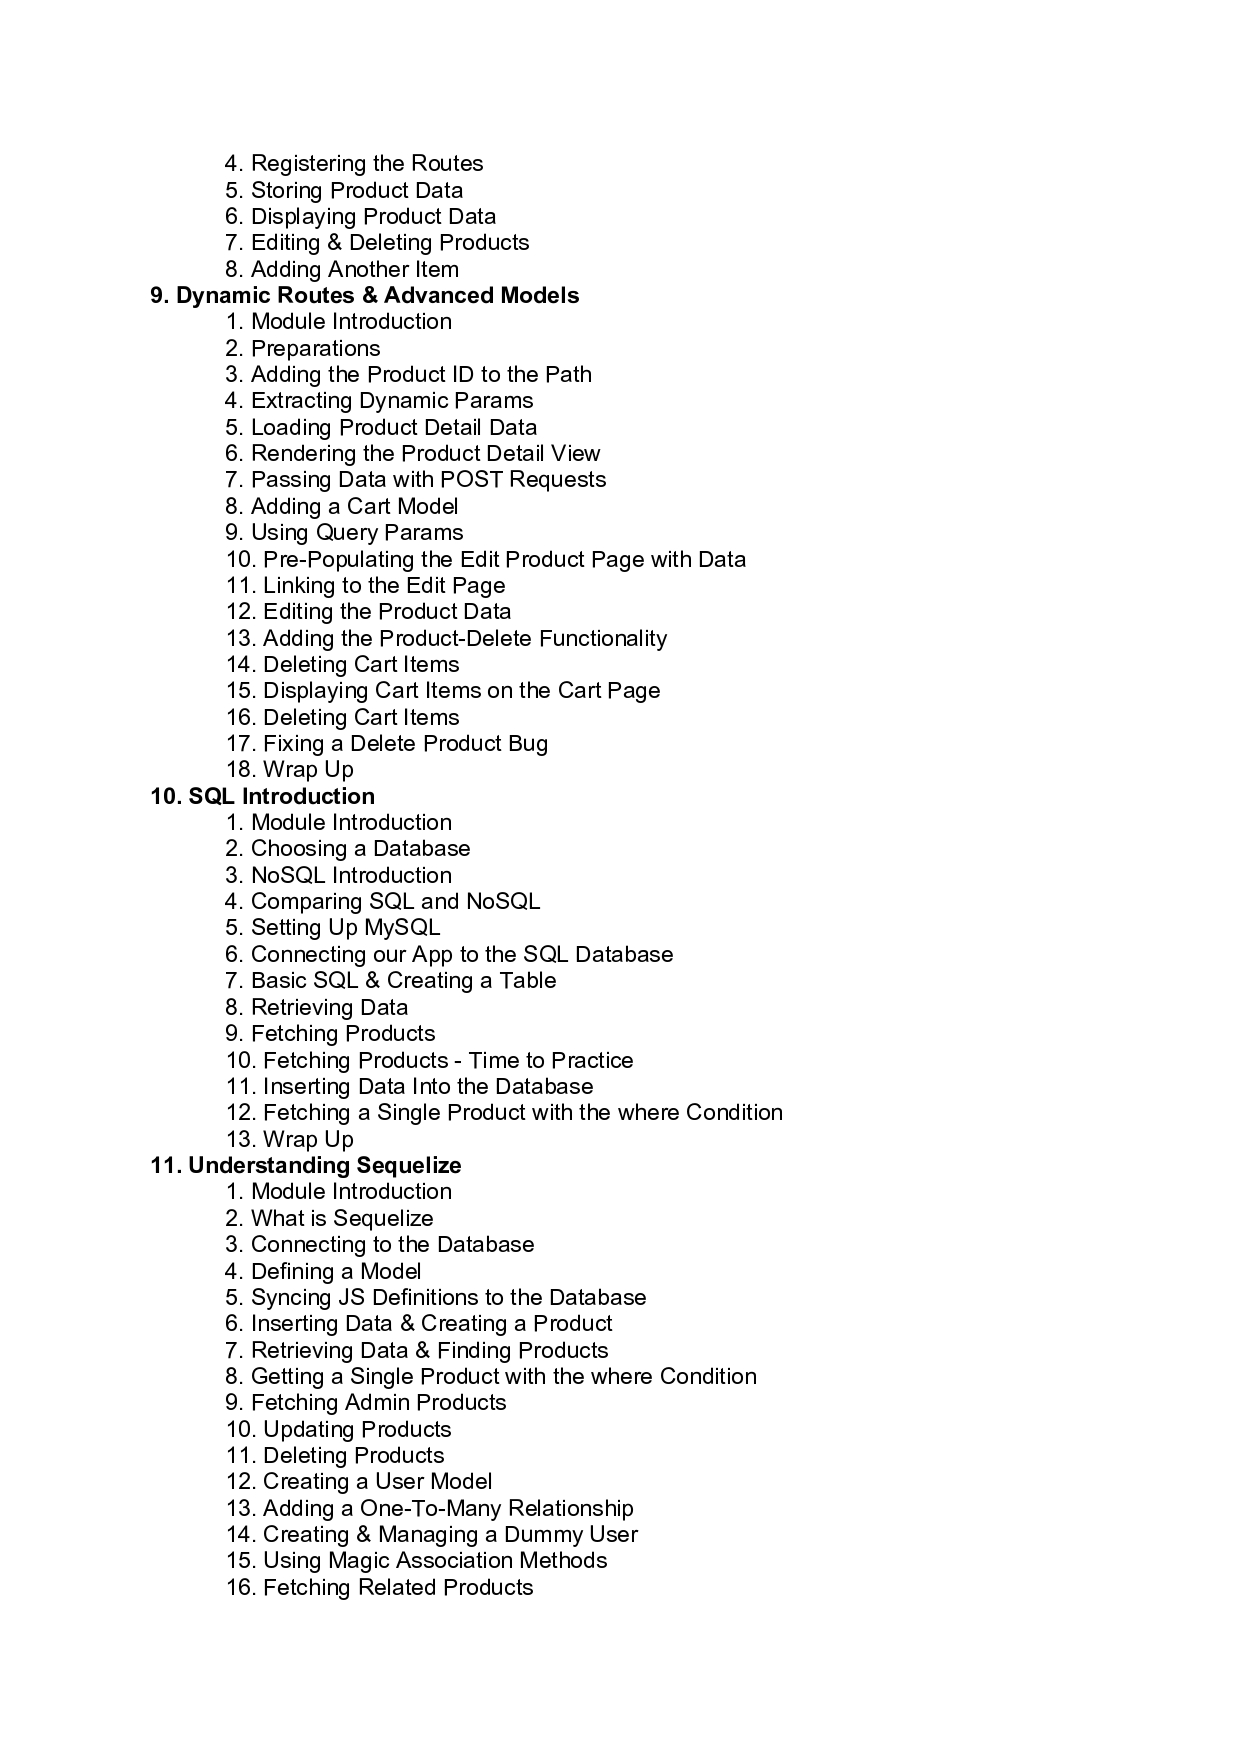 4. Registering the Routes
5. Storing Product Data
6. Displaying Product Data
7. Editing & Deleting Products
8. Adding Another Item
9. Dynamic Routes & Advanced Models
1. Module Introduction
2. Preparations
3. Adding the Product ID to the Path
4. Extracting Dynamic Params
5. Loading Product Detail Data
6. Rendering the Product Detail View
7. Passing Data with POST Requests
8. Adding a Cart Model
9. Using Query Params
10. Pre-Populating the Edit Product Page with Data
11. Linking to the Edit Page
12. Editing the Product Data
13. Adding the Product-Delete Functionality
14. Deleting Cart Items
15. Displaying Cart Items on the Cart Page
16. Deleting Cart Items
17. Fixing a Delete Product Bug
18. Wrap Up
10. SQL Introduction
1. Module Introduction
2. Choosing a Database
3. NoSQL Introduction
4. Comparing SQL and NoSQL
5. Setting Up MySQL
6. Connecting our App to the SQL Database
7. Basic SQL & Creating a Table
8. Retrieving Data
9. Fetching Products
10. Fetching Products - Time to Practice
11. Inserting Data Into the Database
12. Fetching a Single Product with the where Condition
13. Wrap Up
11. Understanding Sequelize
1. Module Introduction
2. What is Sequelize
3. Connecting to the Database
4. Defining a Model
5. Syncing JS Definitions to the Database
6. Inserting Data & Creating a Product
7. Retrieving Data & Finding Products
8. Getting a Single Product with the where Condition
9. Fetching Admin Products
10. Updating Products
11. Deleting Products
12. Creating a User Model
13. Adding a One-To-Many Relationship
14. Creating & Managing a Dummy User
15. Using Magic Association Methods
16. Fetching Related Products